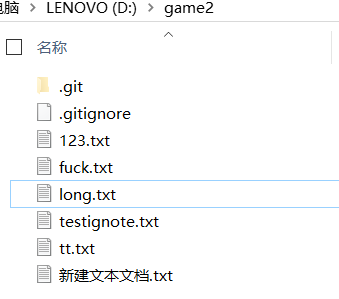 电脑 > LENOVO (D:) > game2
名称
.git
.gitignore
123.txt
fuck.txt
long.txt
testignote.txt
tt.txt
新建文本文档.txt